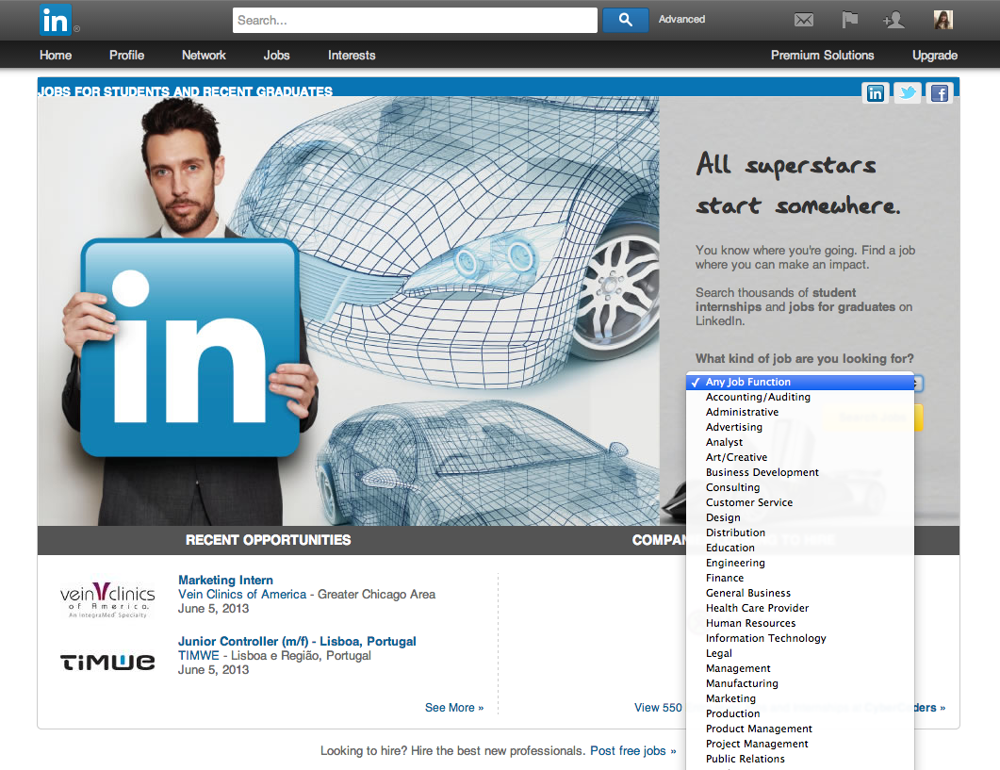 in ®
Search...
Advanced
Home
Profile
Network
Jobs
Interests
Premium Solutions
Upgrade
JOBS FOR STUDENTS AND RECENT GRADUATES
in
f
in
All superstars
start somewhere.
You know where you're going. Find a job
where you can make an impact.
Search thousands of student
internships and jobs for graduates on
LinkedIn.
What kind of job are you looking for?
✓ Any Job Function
Accounting/Auditing
Administrative
Advertising
Analyst
Art/Creative
Business Development
Consulting
Customer Service
Design
Distribution
Education
Engineering
Finance
General Business
Health Care Provider
Human Resources
Information Technology
Legal
Management
Manufacturing
Marketing
Production
Product Management
Project Management
Public Relations
RECENT OPPORTUNITIES
vein clinics
of America.
An IntegraMed® Specialty
Marketing Intern
Vein Clinics of America - Greater Chicago Area
June 5, 2013
TIMWE
Junior Controller (m/f) - Lisboa, Portugal
TIMWE - Lisboa e Região, Portugal
June 5, 2013
See More »
TO HIRE
View 550
Looking to hire? Hire the best new professionals. Post free jobs »